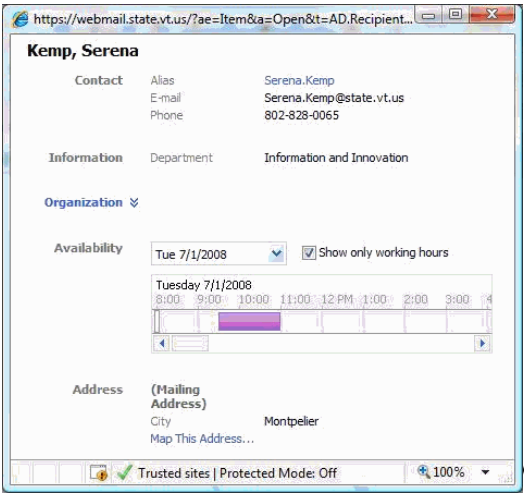 https://webmail.state.vt.us/?ae=Item&a=Open&t=AD.Recipient...
Kemp, Serena
Contact Alias Serena.Kemp
E-mail Serena.Kemp@state.vt.us
Phone 802-828-0065
Information Department Information and Innovation
Organization
Availability Tue 7/1/2008 Show only working hours
Tuesday 7/1/2008
8:00 9:00 10:00 11:00 12 PM 1:00 2:00 3:00 4
Address (Mailing
Address)
City Montpelier
Map This Address...
Trusted sites | Protected Mode: Off 100%